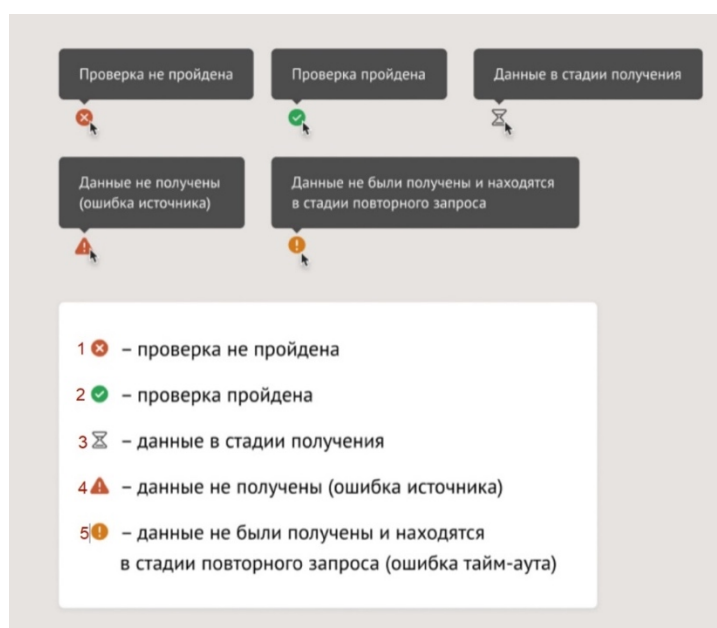 Проверка не пройдена
Проверка пройдена
Данные в стадии получения
Данные не получены
(ошибка источника)
Данные не были получены и находятся
в стадии повторного запроса
1 – проверка не пройдена
2 – проверка пройдена
3 – данные в стадии получения
4 – данные не получены (ошибка источника)
5 – данные не были получены и находятся
в стадии повторного запроса (ошибка тайм-аута)